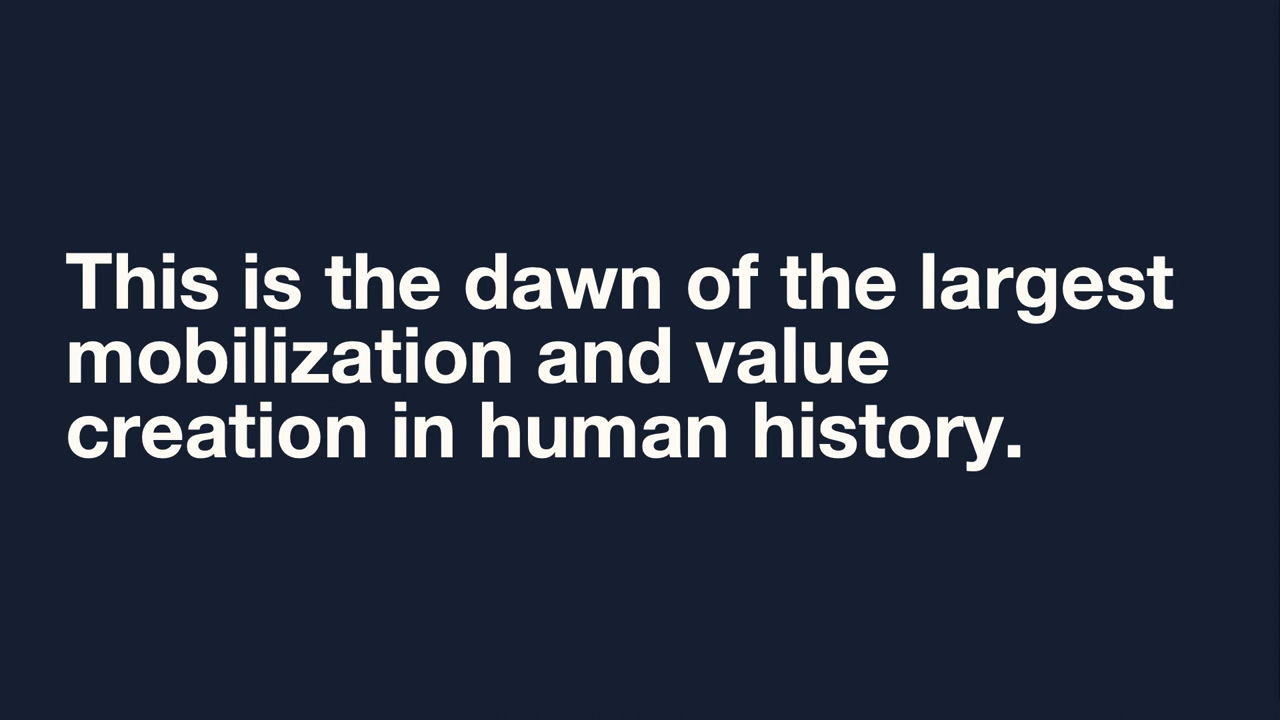 This is the dawn of the largest
mobilization and value
creation in human history.